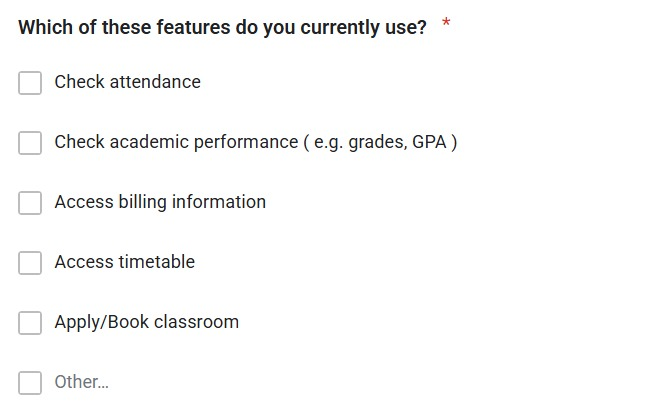 Which of these features do you currently use? *
Check attendance
Check academic performance ( e.g. grades, GPA )
Access billing information
Access timetable
Apply/Book classroom
Other…